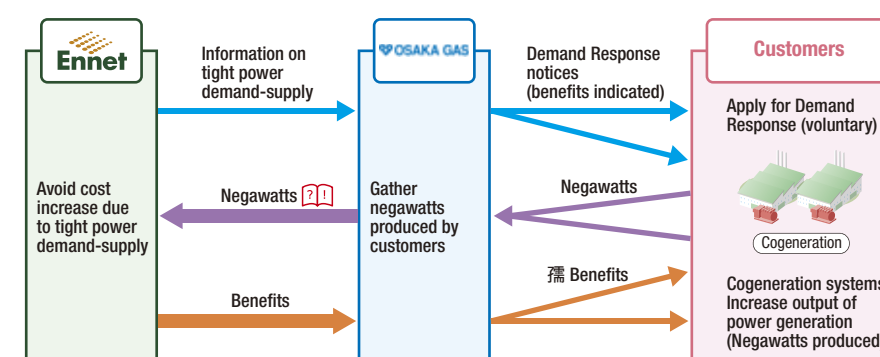 Ennet
OSAKA GAS
Customers
Information on
tight power
demand-supply
Demand Response
notices
(benefits indicated)
Apply for Demand
Response (voluntary)
Avoid cost
increase due
to tight power
demand-supply
Negawatts ?!
Gather
negawatts
produced by
customers
Negawatts
Cogeneration
孺 Benefits
Benefits
Cogeneration systems
Increase output of
power generation
(Negawatts produced